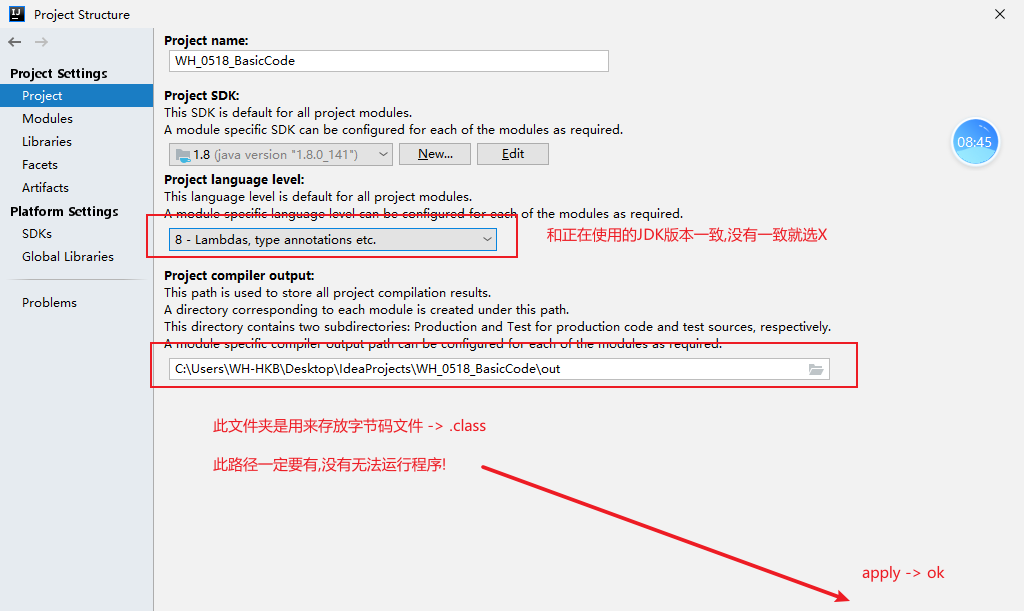 Project Structure
Project Settings
Project
Modules
Libraries
Facets
Artifacts
Platform Settings
SDKs
Global Libraries
Problems
Project name:
WH_0518_BasicCode
Project SDK:
This SDK is default for all project modules.
A module specific SDK can be configured for each of the modules as required.
1.8 (java version "1.8.0_141")
New...
Edit
08:45
Project language level:
This language level is default for all project modules.
A module specific language level can be configured for each of the modules as required.
8 - Lambdas, type annotations etc.
和正在使用的JDK版本一致,没有一致就选X
Project compiler output:
This path is used to store all project compilation results.
A directory corresponding to each module is created under this path.
This directory contains two subdirectories: Production and Test for production code and test sources, respectively.
A module specific compiler output path can be configured for each of the modules as required.
C:\Users\WH-HKB\Desktop\IdeaProjects\WH_0518_BasicCode\out
此文件夹是用来存放字节码文件 -> .class
此路径一定要有,没有无法运行程序!
apply -> ok